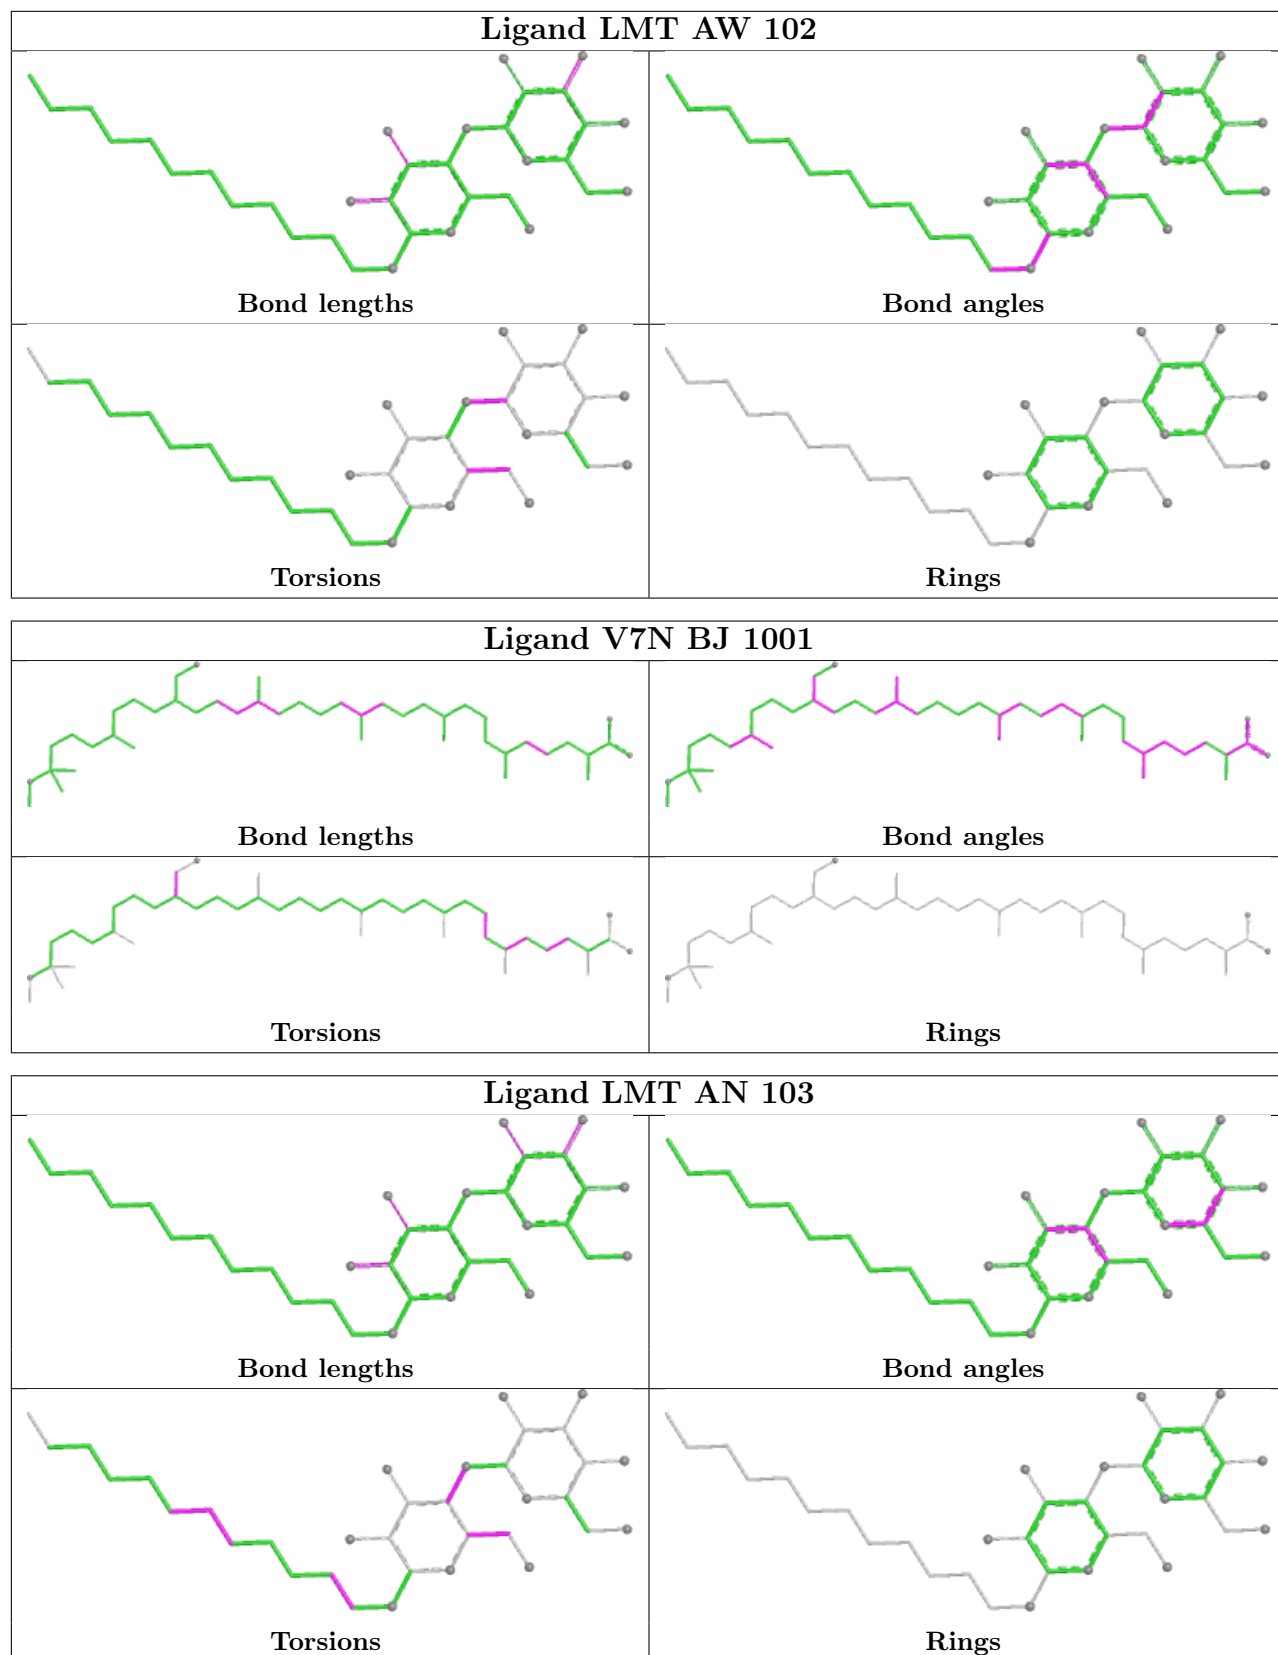 Ligand LMT AW 102
Bond lengths
Bond angles
Torsions
Rings
Ligand V7N BJ 1001
Bond lengths
Bond angles
Torsions
Rings
Ligand LMT AN 103
Bond lengths
Bond angles
Torsions
Rings